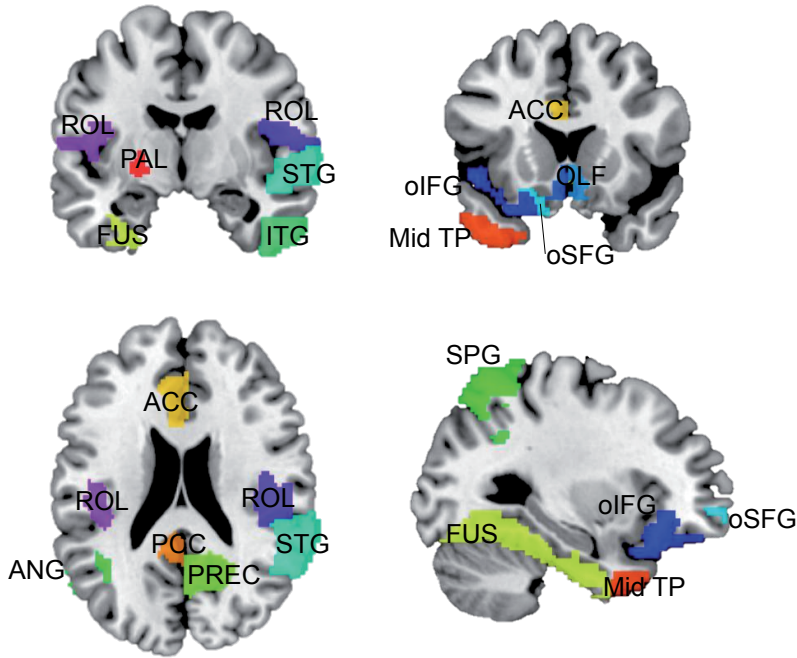 ROL
ROL
PAL
STG
FUS
ITG
ACC
oIFG
OLF
Mid TP
oSFG
ACC
ROL
ROL
PCC
STG
ANG
PREC
SPG
oIFG
oSFG
FUS
Mid TP